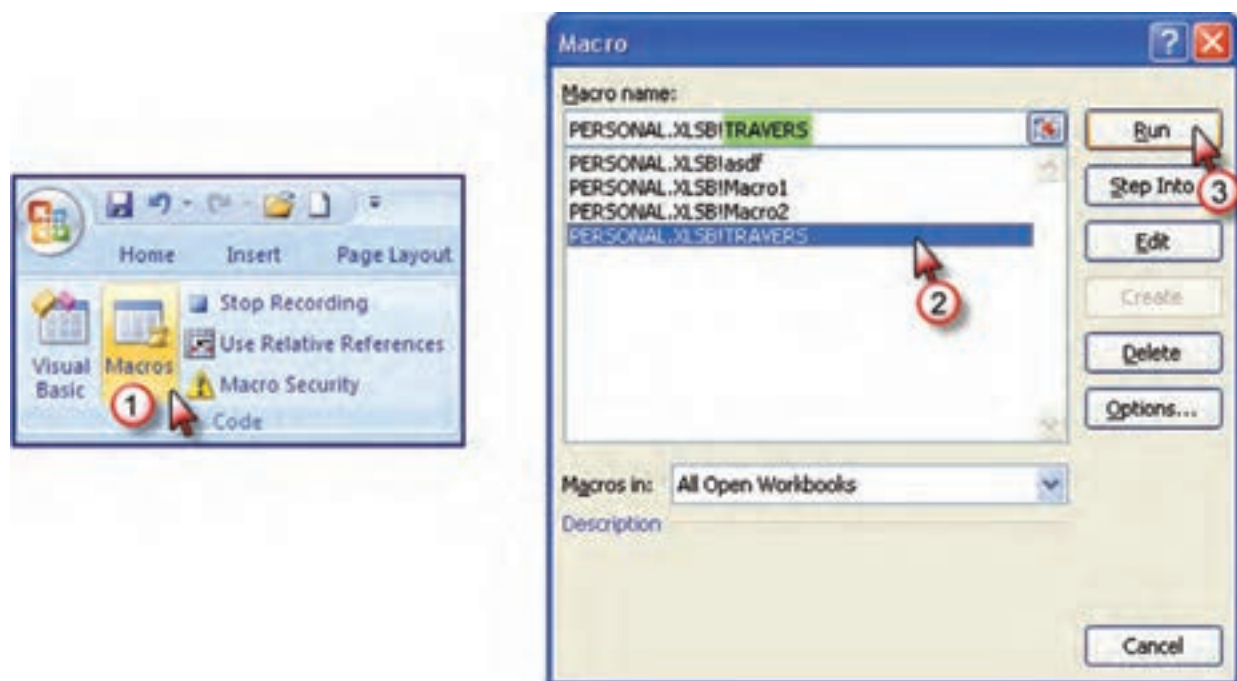 Home Insert Page Layout
Visual Basic
Macros
Stop Recording
Use Relative References
Macro Security
Code
1
Macro
Macro name:
PERSONAL.XLSB!TRAVERS
PERSONAL.XLSB!asdf
PERSONAL.XLSB!Macro1
PERSONAL.XLSB!Macro2
PERSONAL.XLSB!TRAVERS
2
Run
3
Step Into
Edit
Create
Delete
Options...
Macros in: All Open Workbooks
Description
Cancel